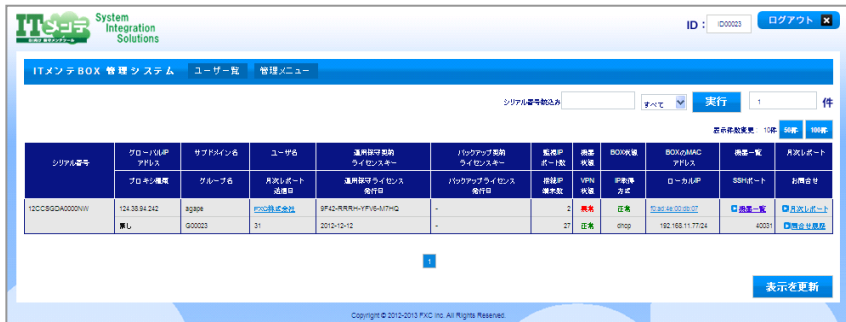 ITメンテ
System
Integration
Solutions
ID： ID00023 ログアウト
ITメンテBOX 管理システム ユーザ一覧 管理メニュー
シリアル番号絞込み すべて 実行 1 件
表示件数変更： 10件 50件 100件
シリアル番号 グローバルIP アドレス サブドメイン名 ユーザ名 運用保守契約 ライセンスキー バックアップ契約 ライセンスキー 監視IP ポート数 機器 状態 BOX状態 BOXのMAC アドレス 機器一覧 月次レポート
プロキシ種類 グループ名 月次レポート 送信日 運用保守ライセンス 発行日 バックアップライセンス 発行日 接続IP 端末数 VPN 状態 IP取得 方式 ローカルIP SSHポート お問合せ
12CCSGDA0000NW 124.38.94.242 agape FXC株式会社 9F42-RRRH-YFV6-M7HQ - 2 異常 正常 f0:ad:4e:00:db:07 機器一覧 月次レポート
無し G00023 31 2012-12-12 - 27 正常 dhcp 192.168.11.77/24 40031 問合せ履歴
1
表示を更新
Copyright © 2012-2013 FXC Inc. All Rights Reserved.